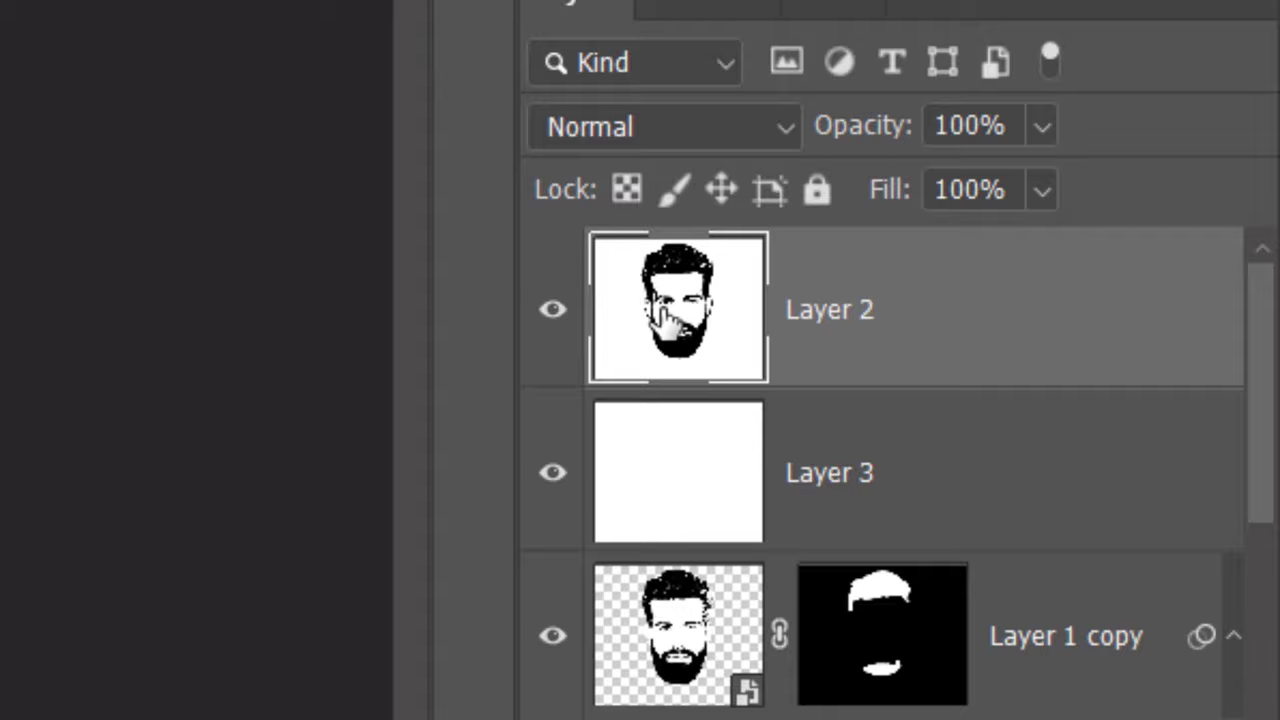 Kind
Normal
Opacity: 100%
Lock:
Fill: 100%
Layer 2
Layer 3
Layer 1 copy